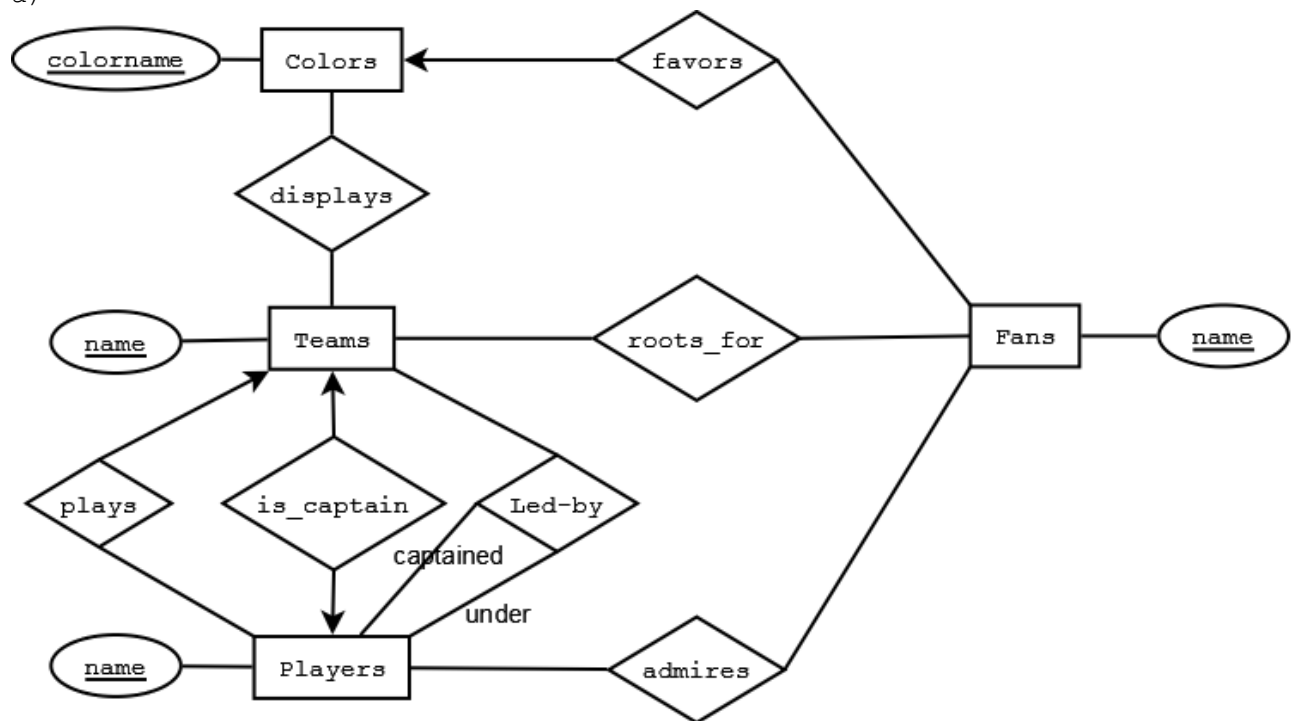 a)
colorname
Colors
favors
displays
name
Teams
roots_for
Fans
name
plays
is_captain
Led-by
captained
under
name
Players
admires